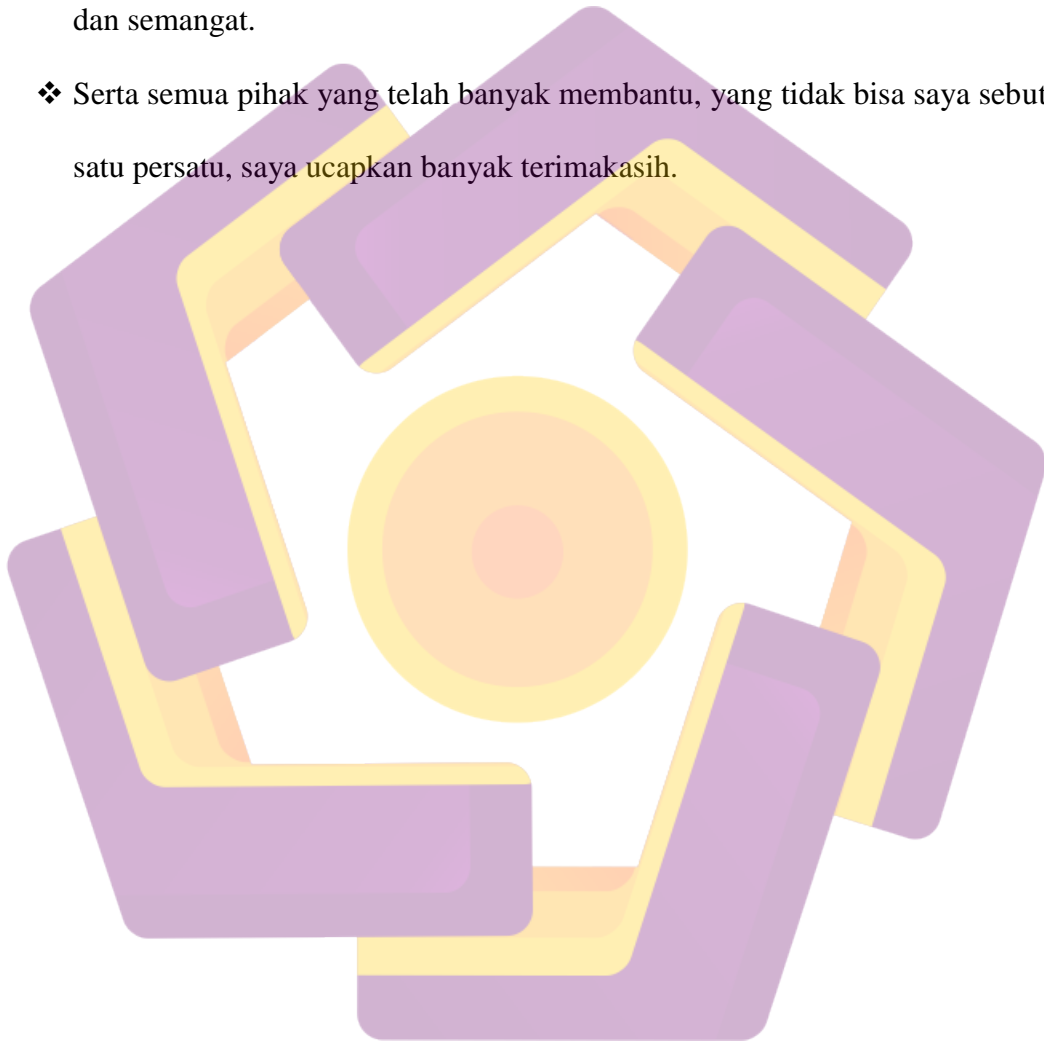 dan semangat.
❖ Serta semua pihak yang telah banyak membantu, yang tidak bisa saya sebut
satu persatu, saya ucapkan banyak terimakasih.